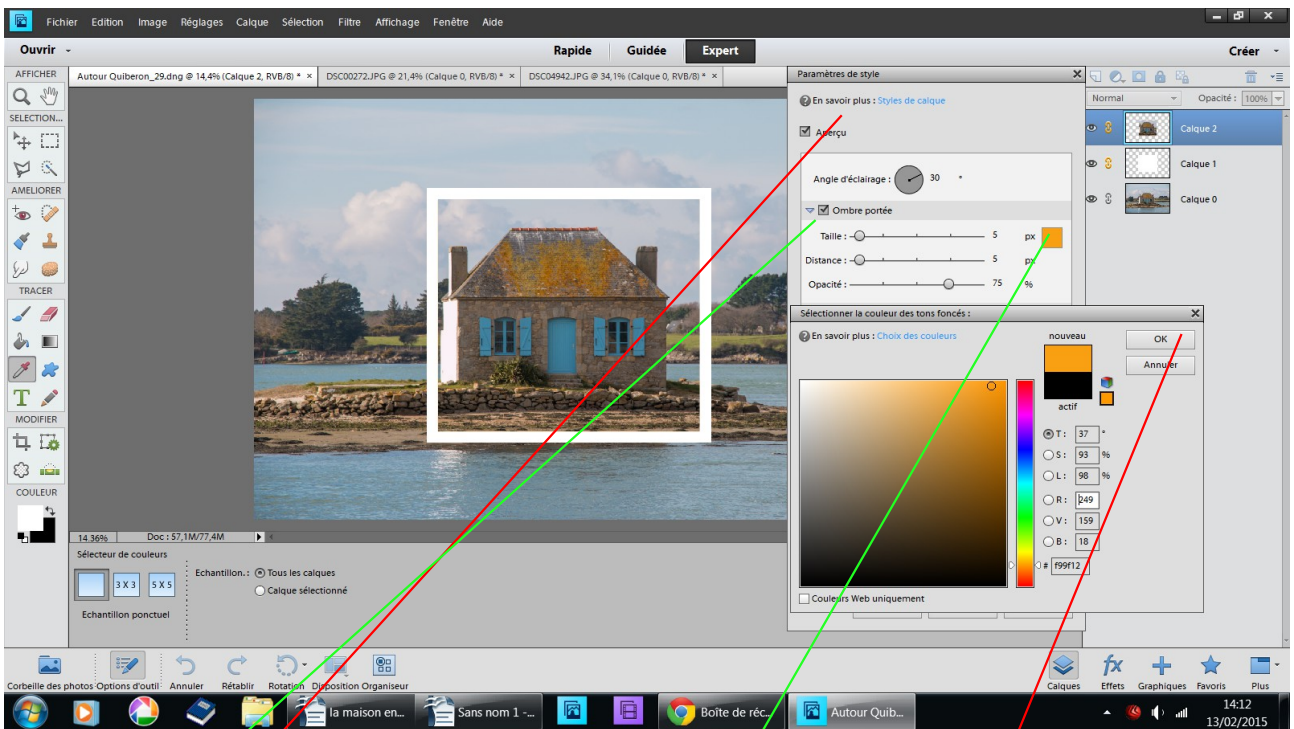 Fichier Edition Image Réglages Calque Sélection Filtre Affichage Fenêtre Aide
Ouvrir Rapide Guidée Expert Créer
AFFICHER
Autour Quiberon_29.dng @ 14,4% (Calque 2, RVB/8) * ×
DSC00272.JPG @ 21,4% (Calque 0, RVB/8) * ×
DSC04942.JPG @ 34,1% (Calque 0, RVB/8) * ×
SELECTION...
AMELIORER
TRACER
T
MODIFIER
COULEUR
Paramètres de style
En savoir plus : Styles de calque
Aperçu
Angle d'éclairage : 30 °
Ombre portée
Taille : 5 px
Distance : 5 px
Opacité : 75 %
Sélectionner la couleur des tons foncés :
En savoir plus : Choix des couleurs
nouveau
actif
OK
Annuler
T : 37 °
S : 93 %
L : 98 %
R : 249
V : 159
B : 18
# f99f12
Couleurs Web uniquement
Normal Opacité : 100%
Calque 2
Calque 1
Calque 0
14.36% Doc : 57,1M/77,4M
Sélecteur de couleurs
3 X 3 5 X 5
Echantillon ponctuel
Echantillon. : Tous les calques
Calque sélectionné
Corbeille des photos Options d'outil Annuler Rétablir Rotation Disposition Organiseur
Calques Effets Graphiques Favoris Plus
fx
la maison en... Sans nom 1 -... Boîte de réc... Autour Quib...
14:12
13/02/2015